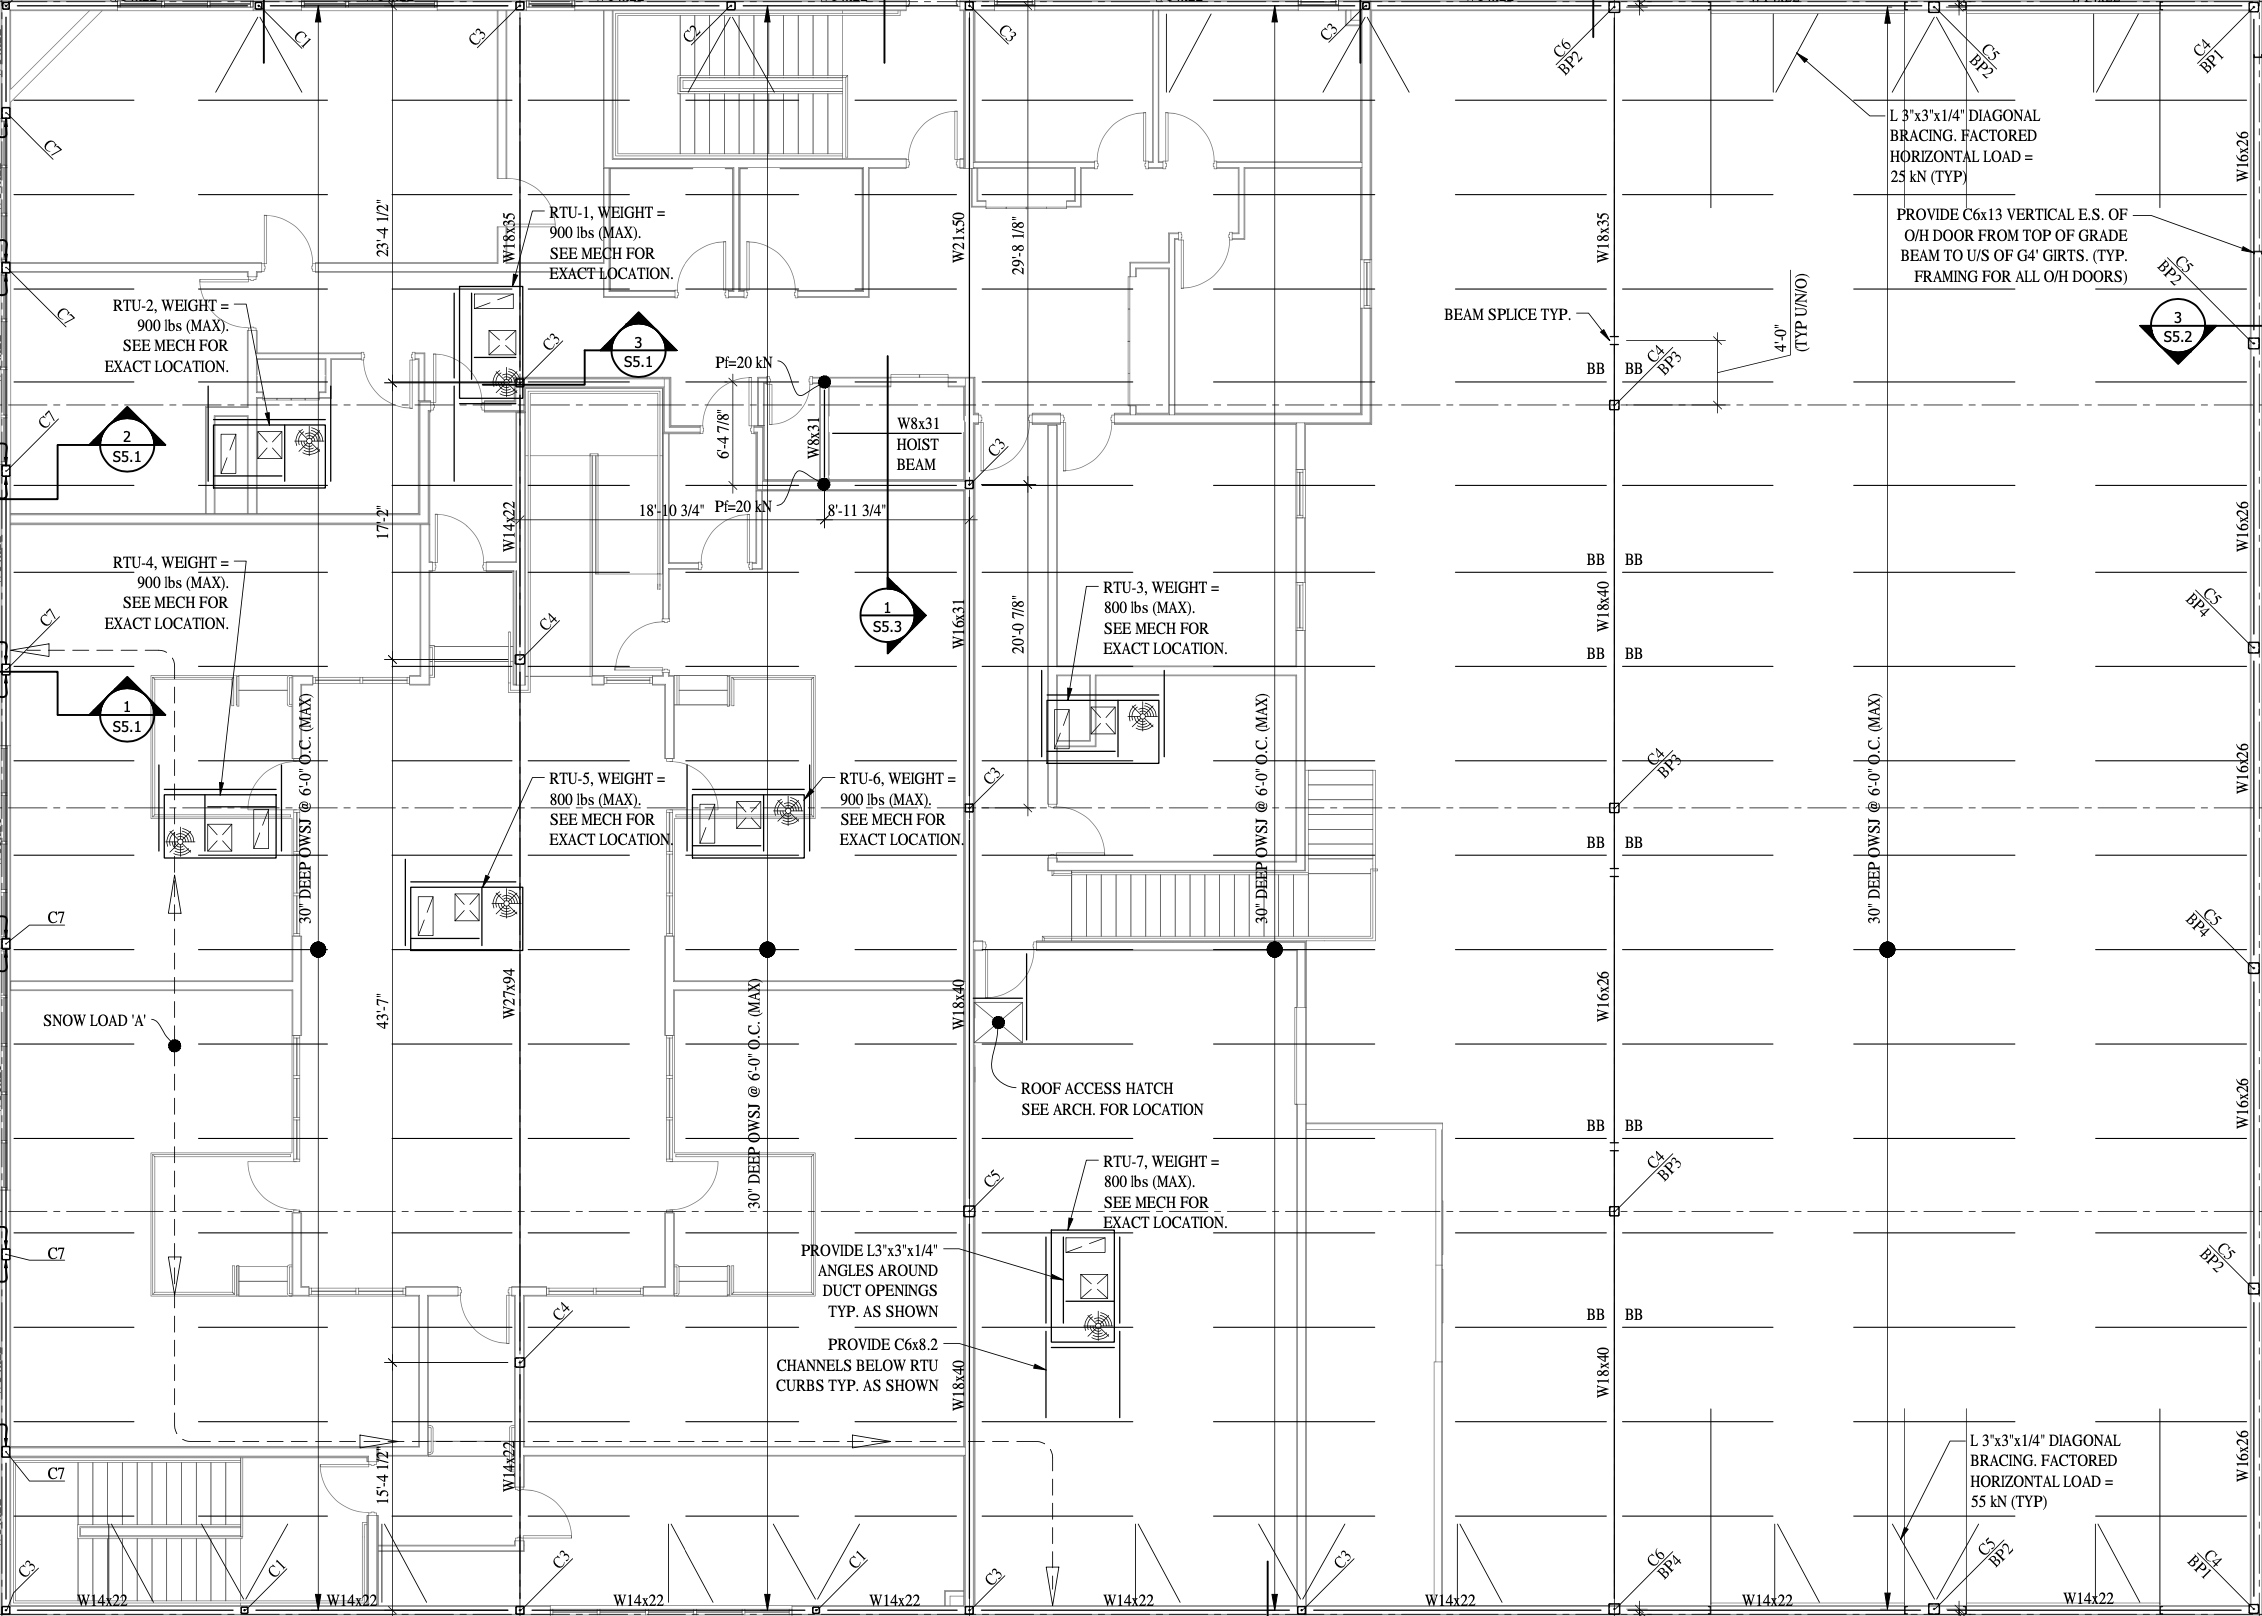 C1
C3
C2
C3
C3
C6
BP2
C5
BP2
C4
BP1
L 3"x3"x1/4" DIAGONAL
BRACING. FACTORED
HORIZONTAL LOAD =
25 kN (TYP)
W16x26
C7
23'-4 1/2"
W18x35
RTU-1, WEIGHT =
900 lbs (MAX).
SEE MECH FOR
EXACT LOCATION.
W21x50
29'-8 1/8"
W18x35
PROVIDE C6x13 VERTICAL E.S. OF
O/H DOOR FROM TOP OF GRADE
BEAM TO U/S OF G4' GIRTS. (TYP.
FRAMING FOR ALL O/H DOORS)
C5
BP2
C7
RTU-2, WEIGHT =
900 lbs (MAX).
SEE MECH FOR
EXACT LOCATION.
C3
3
S5.1
Pf=20 kN
BEAM SPLICE TYP.
4'-0"
(TYP U/N/O)
3
S5.2
BB BB
C4
BP3
C7
2
S5.1
6'-4 7/8"
W8x31
W8x31
HOIST
BEAM
C3
17'-2"
W14x22
18'-10 3/4"
Pf=20 kN
8'-11 3/4"
W16x26
BB BB
RTU-4, WEIGHT =
900 lbs (MAX).
SEE MECH FOR
EXACT LOCATION.
C7
C4
1
S5.3
W16x31
20'-0 7/8"
RTU-3, WEIGHT =
800 lbs (MAX).
SEE MECH FOR
EXACT LOCATION.
W18x40
C5
BP4
BB BB
1
S5.1
30" DEEP OWSJ @ 6'-0" O.C. (MAX)
RTU-5, WEIGHT =
800 lbs (MAX).
SEE MECH FOR
EXACT LOCATION.
RTU-6, WEIGHT =
900 lbs (MAX).
SEE MECH FOR
EXACT LOCATION.
C3
30" DEEP OWSJ @ 6'-0" O.C. (MAX)
C4
BP3
30" DEEP OWSJ @ 6'-0" O.C. (MAX)
W16x26
BB BB
C7
C5
BP4
43'-7"
W27x94
30" DEEP OWSJ @ 6'-0" O.C. (MAX)
W18x40
W16x26
SNOW LOAD 'A'
ROOF ACCESS HATCH
SEE ARCH. FOR LOCATION
W16x26
BB BB
C5
RTU-7, WEIGHT =
800 lbs (MAX).
SEE MECH FOR
EXACT LOCATION.
C4
BP3
C7
PROVIDE L3"x3"x1/4"
ANGLES AROUND
DUCT OPENINGS
TYP. AS SHOWN
C5
BP2
C4
BB BB
PROVIDE C6x8.2
CHANNELS BELOW RTU
CURBS TYP. AS SHOWN
W18x40
W18x40
C7
15'-4 1/2"
W14x22
L 3"x3"x1/4" DIAGONAL
BRACING. FACTORED
HORIZONTAL LOAD =
55 kN (TYP)
W16x26
C3
C1
C3
C1
C3
C3
C6
BP4
C5
BP2
C4
BP1
W14x22
W14x22
W14x22
W14x22
W14x22
W14x22
W14x22
W14x22